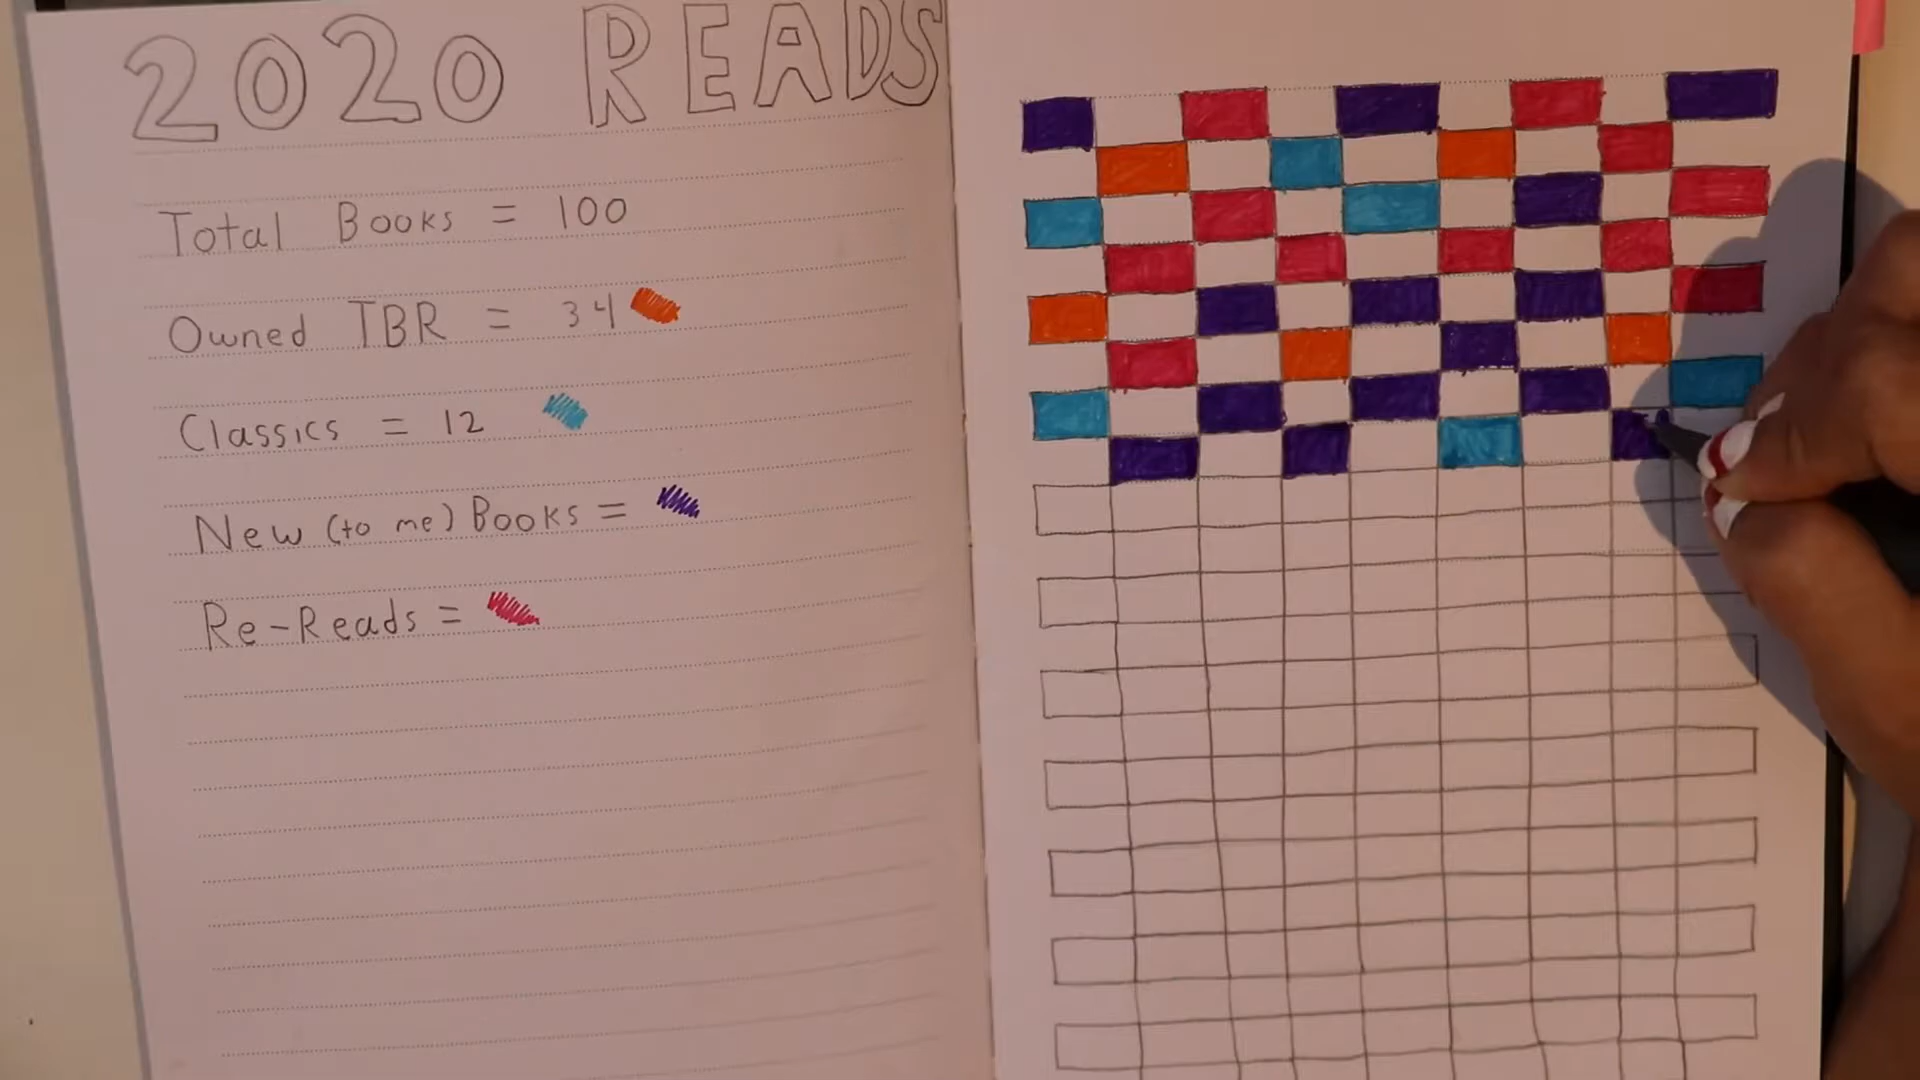 2020 READS
Total Books = 100
Owned TBR = 34
Classics = 12
New (to me) Books =
Re-Reads =